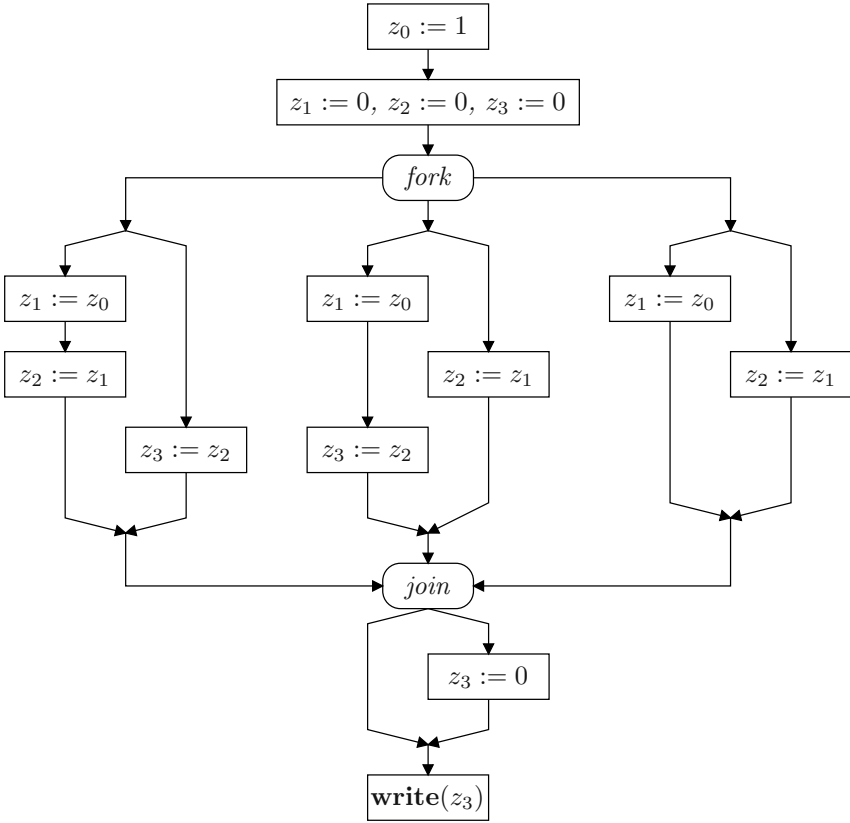 z₀ := 1
z₁ := 0, z₂ := 0, z₃ := 0
fork
z₁ := z₀
z₁ := z₀
z₁ := z₀
z₂ := z₁
z₂ := z₁
z₂ := z₁
z₃ := z₂
z₃ := z₂
join
z₃ := 0
write(z₃)